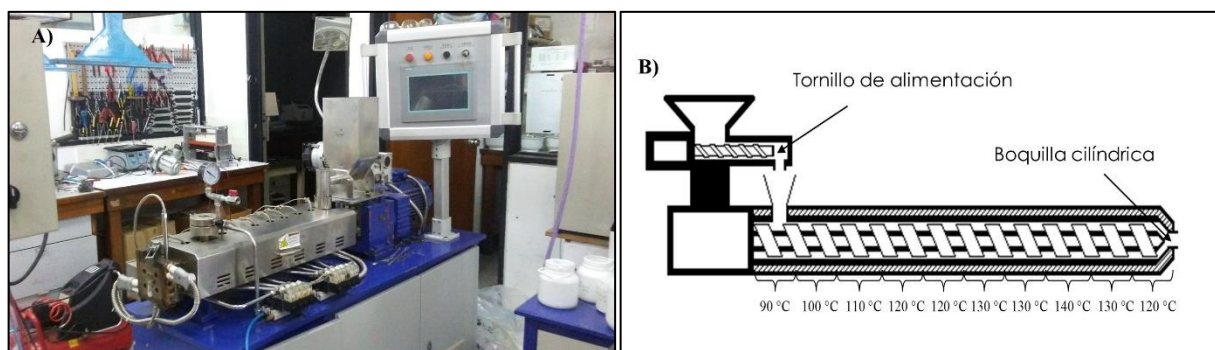 A)
B)
Tornillo de alimentación
Boquilla cilíndrica
90 °C 100 °C 110 °C 120 °C 120 °C 130 °C 130 °C 140 °C 130 °C 120 °C